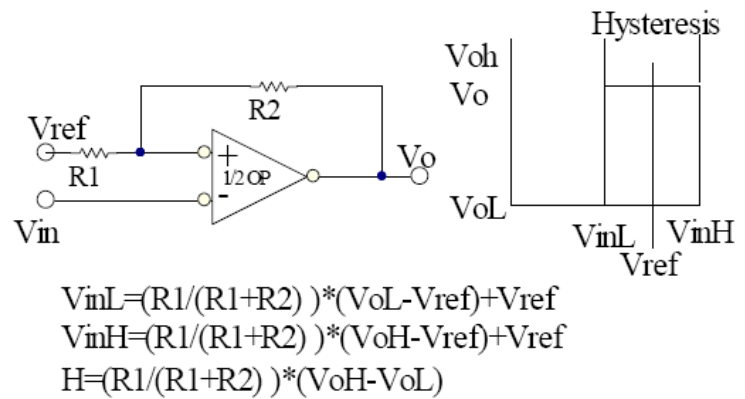 Hysteresis
Voh
Vo
R2
Vref
R1
+
1/2 OP
-
Vo
Vin
VoL
VinL
VinH
Vref
VinL=(R1/(R1+R2) )*(VoL-Vref)+Vref
VinH=(R1/(R1+R2) )*(VoH-Vref)+Vref
H=(R1/(R1+R2) )*(VoH-VoL)